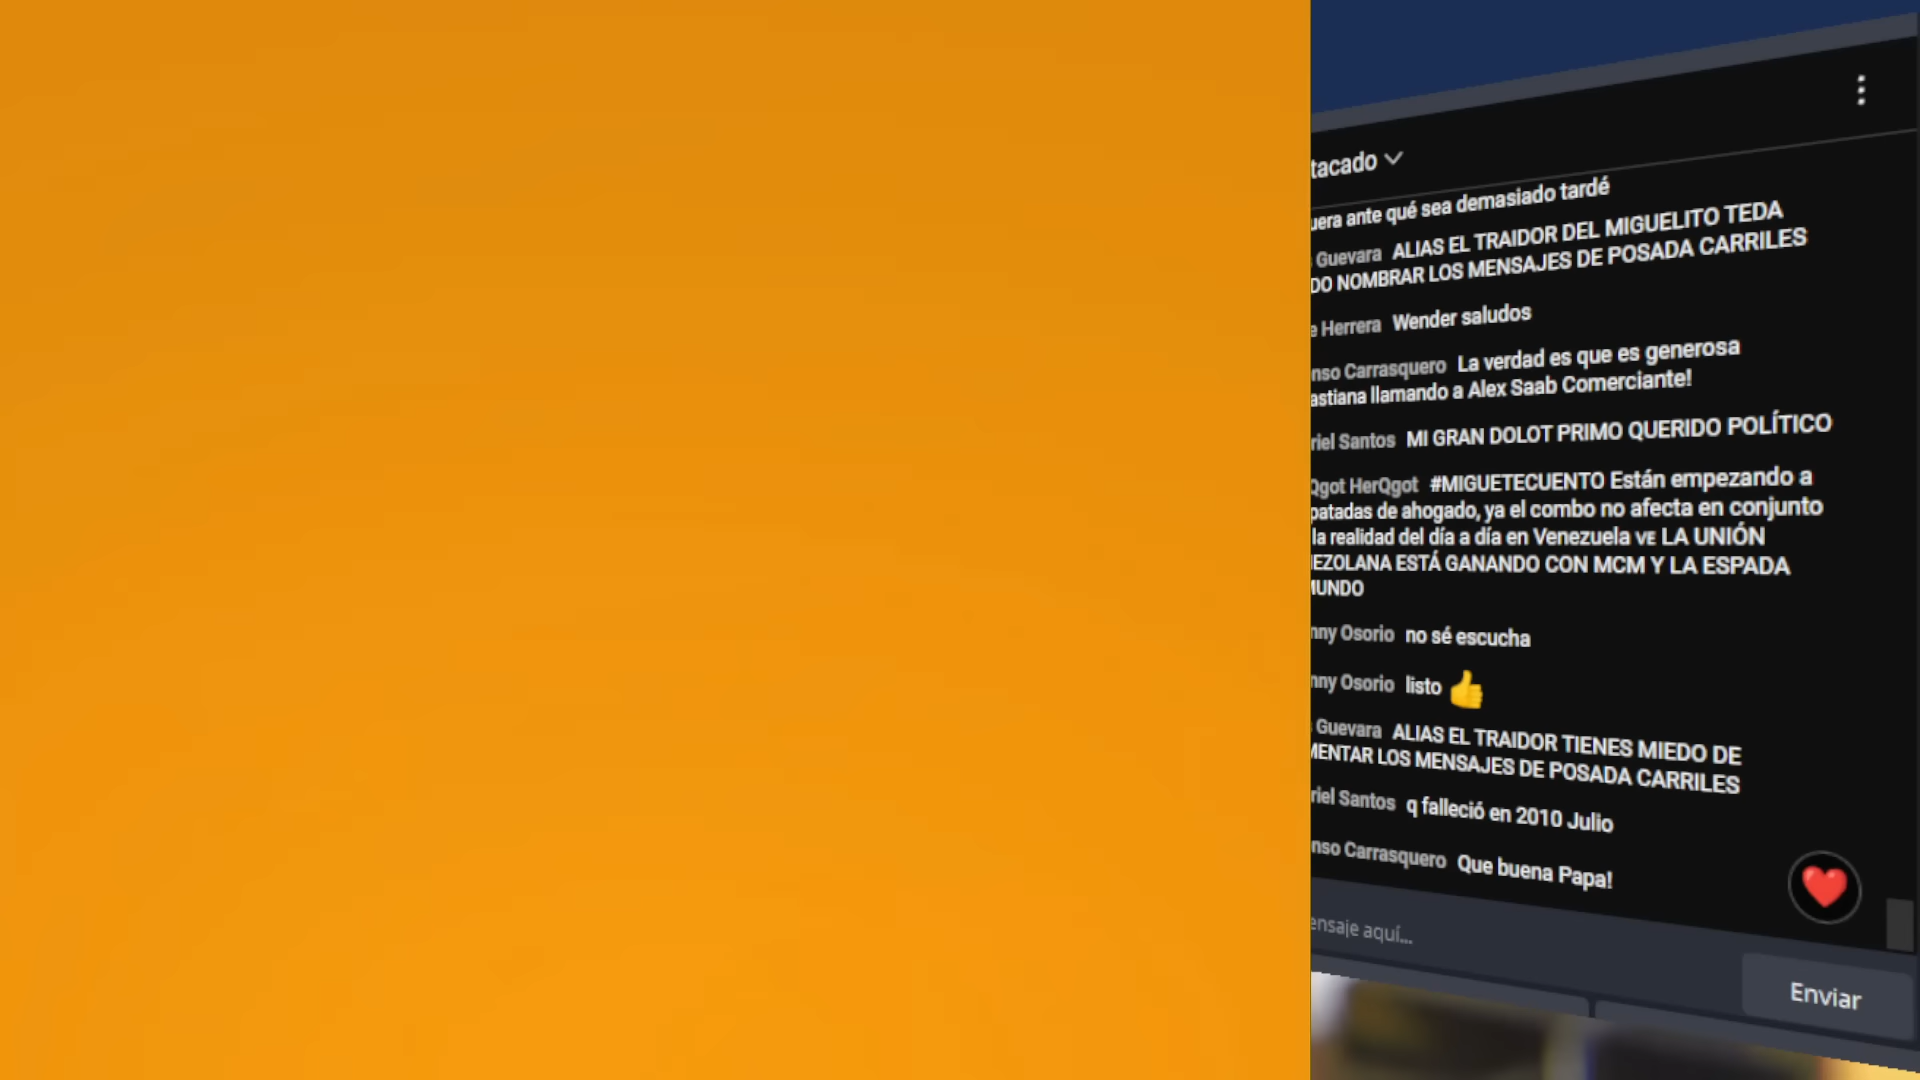 tacado
uera ante qué sea demasiado tardé
Guevara ALIAS EL TRAIDOR DEL MIGUELITO TEDA
DO NOMBRAR LOS MENSAJES DE POSADA CARRILES
e Herrera Wender saludos
nso Carrasquero La verdad es que es generosa
astiana llamando a Alex Saab Comerciante!
riel Santos MI GRAN DOLOT PRIMO QUERIDO POLÍTICO
Qgot HerQgot #MIGUETECUENTO Están empezando a
patadas de ahogado, ya el combo no afecta en conjunto
la realidad del día a día en Venezuela VE LA UNIÓN
EZOLANA ESTÁ GANANDO CON MCM Y LA ESPADA
MUNDO
nny Osorio no sé escucha
nny Osorio listo 👍
Guevara ALIAS EL TRAIDOR TIENES MIEDO DE
MENTAR LOS MENSAJES DE POSADA CARRILES
riel Santos q falleció en 2010 Julio
nso Carrasquero Que buena Papa!
ensaje aquí...
Enviar